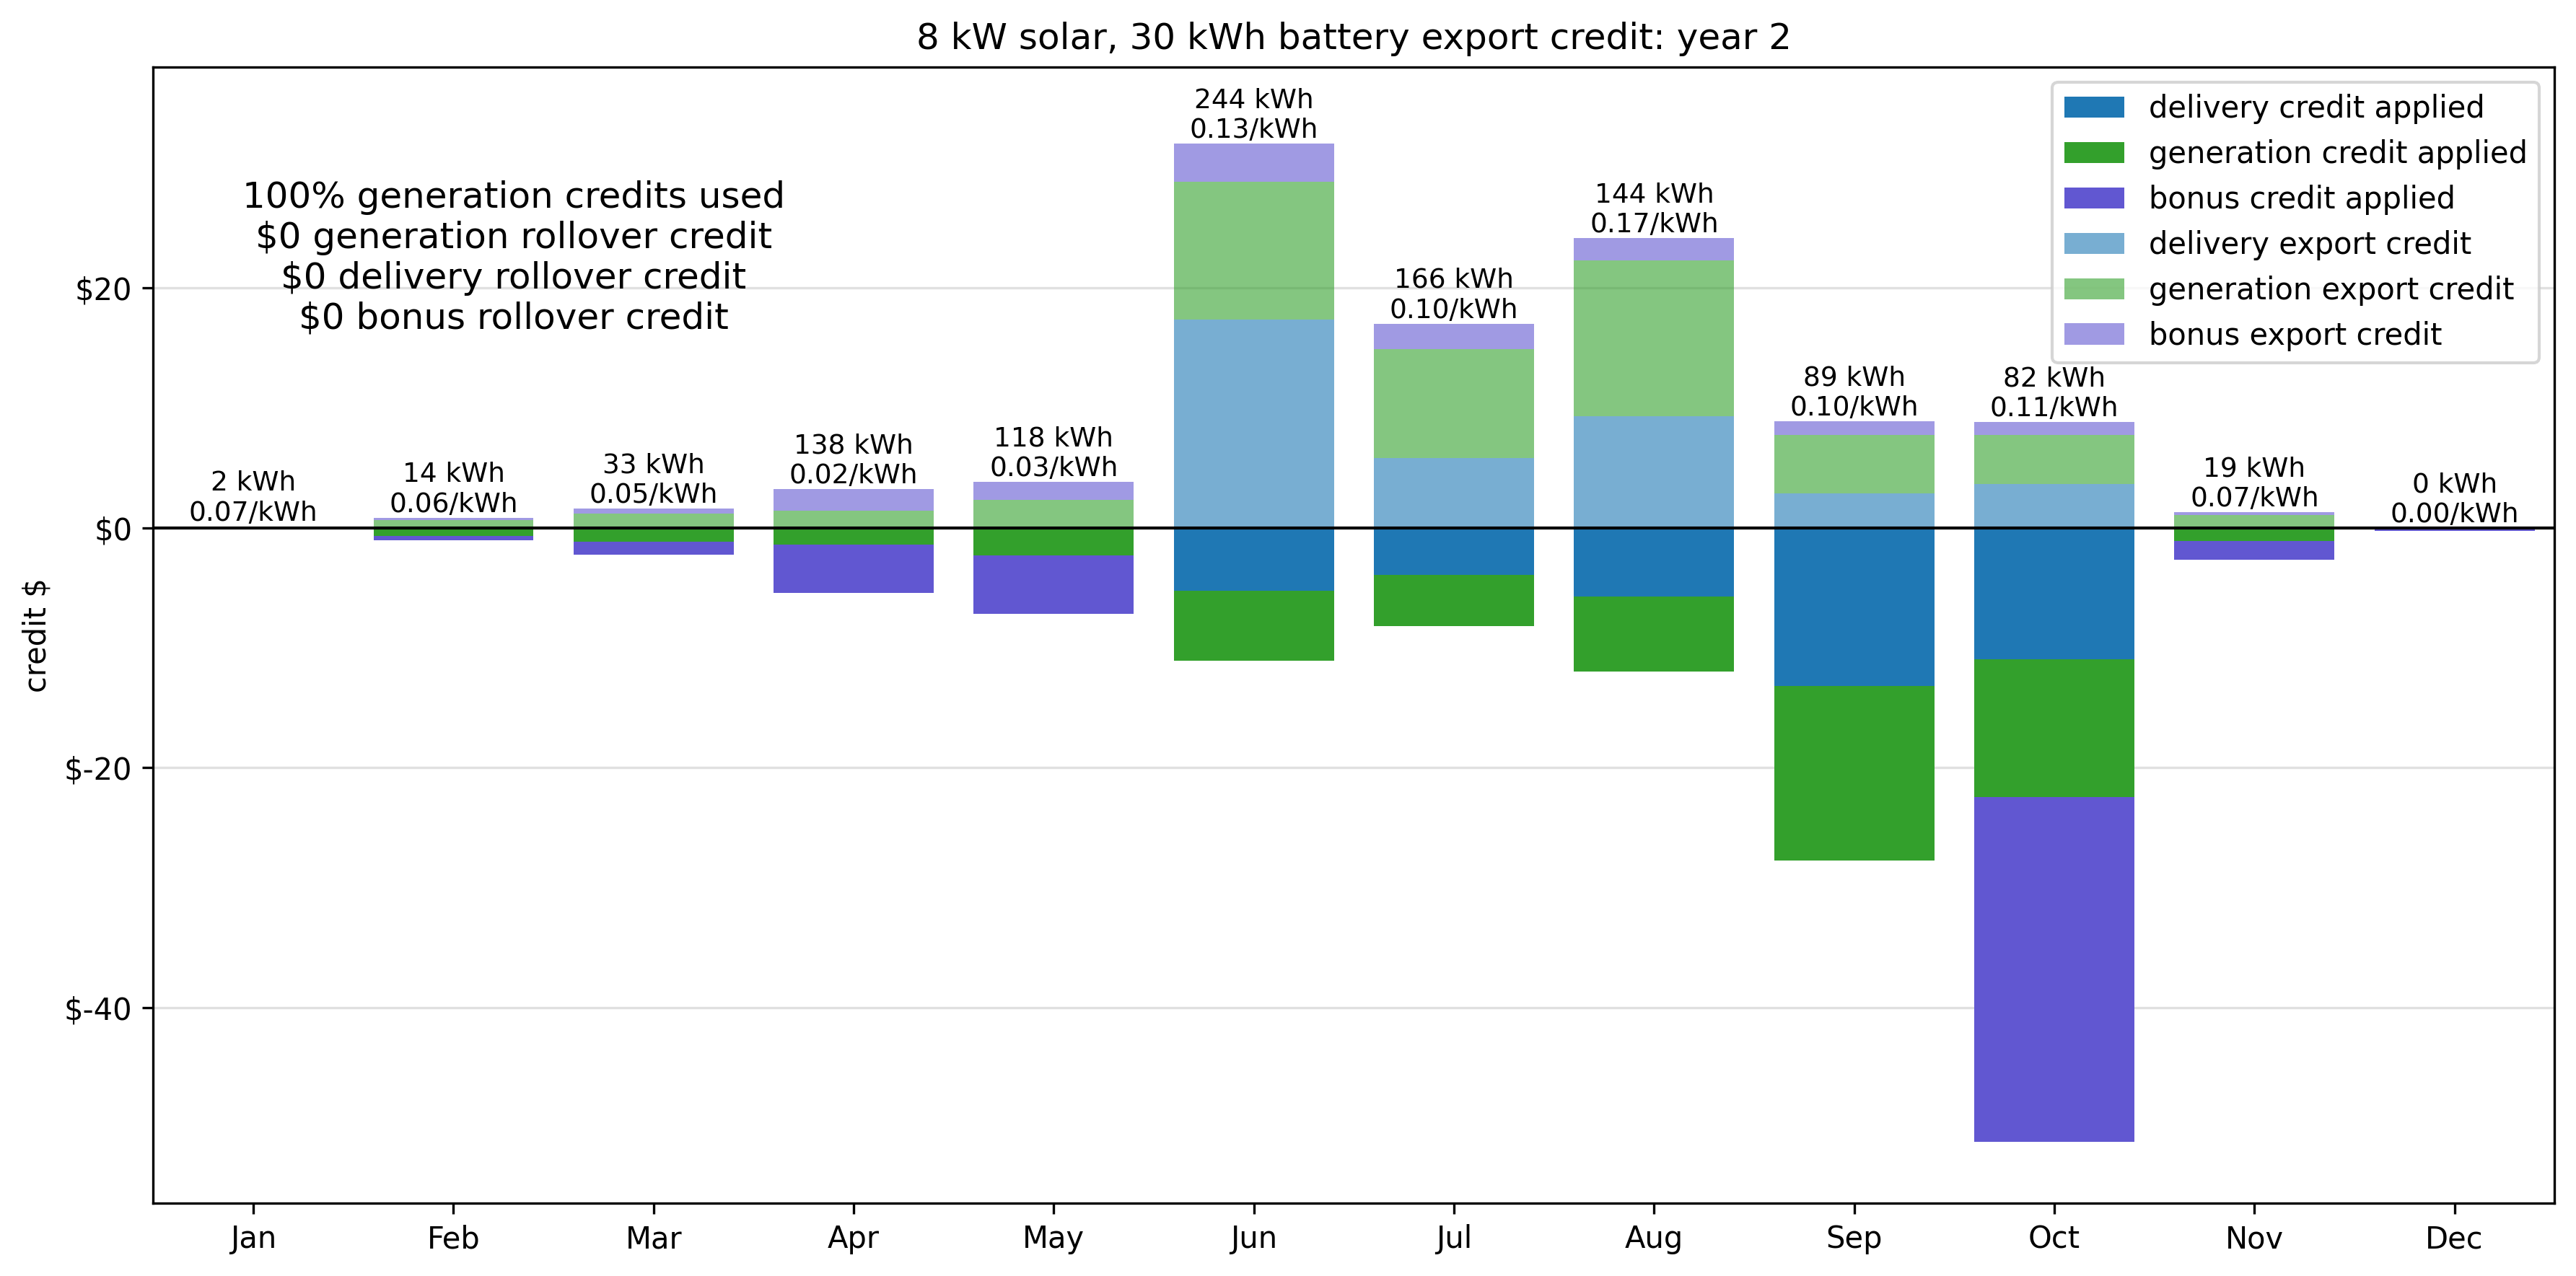 8 kW solar, 30 kWh battery export credit: year 2
100% generation credits used
$0 generation rollover credit
$0 delivery rollover credit
$0 bonus rollover credit
delivery credit applied
generation credit applied
bonus credit applied
delivery export credit
generation export credit
bonus export credit
credit $
$20
$0
$-20
$-40
2 kWh
0.07/kWh
14 kWh
0.06/kWh
33 kWh
0.05/kWh
138 kWh
0.02/kWh
118 kWh
0.03/kWh
244 kWh
0.13/kWh
166 kWh
0.10/kWh
144 kWh
0.17/kWh
89 kWh
0.10/kWh
82 kWh
0.11/kWh
19 kWh
0.07/kWh
0 kWh
0.00/kWh
Jan
Feb
Mar
Apr
May
Jun
Jul
Aug
Sep
Oct
Nov
Dec